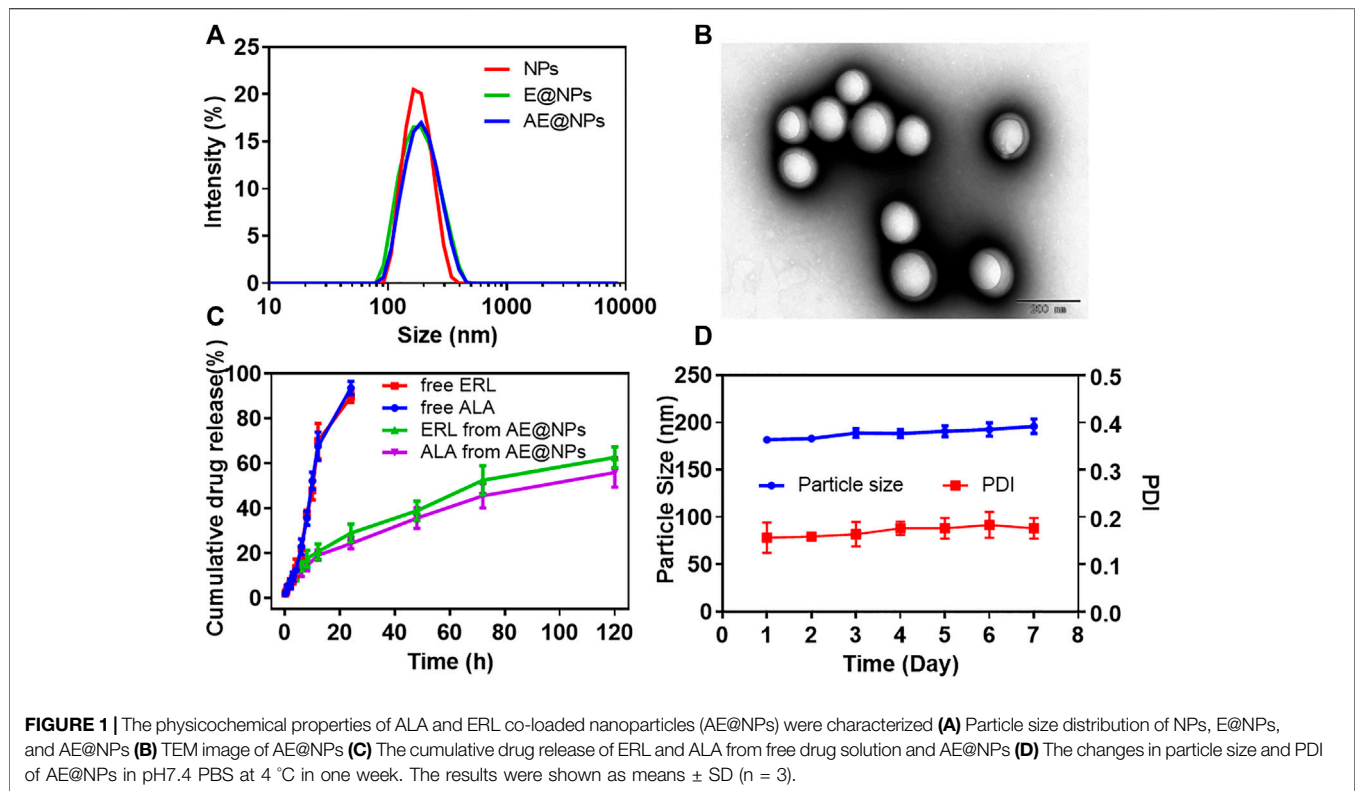 A
25
20
15
10
5
0
Intensity (%)
NPs
E@NPs
AE@NPs
10
100
1000
10000
Size (nm)
B
200 nm
C
100
80
60
40
20
0
Cumulative drug release(%)
free ERL
free ALA
ERL from AE@NPs
ALA from AE@NPs
0
20
40
60
80
100
120
Time (h)
D
250
200
150
100
50
0
Particle Size (nm)
Particle size
PDI
0.5
0.4
0.3
0.2
0.1
0.0
PDI
0
1
2
3
4
5
6
7
8
Time (Day)
FIGURE 1 | The physicochemical properties of ALA and ERL co-loaded nanoparticles (AE@NPs) were characterized (A) Particle size distribution of NPs, E@NPs,
and AE@NPs (B) TEM image of AE@NPs (C) The cumulative drug release of ERL and ALA from free drug solution and AE@NPs (D) The changes in particle size and PDI
of AE@NPs in pH7.4 PBS at 4 °C in one week. The results were shown as means ± SD (n = 3).